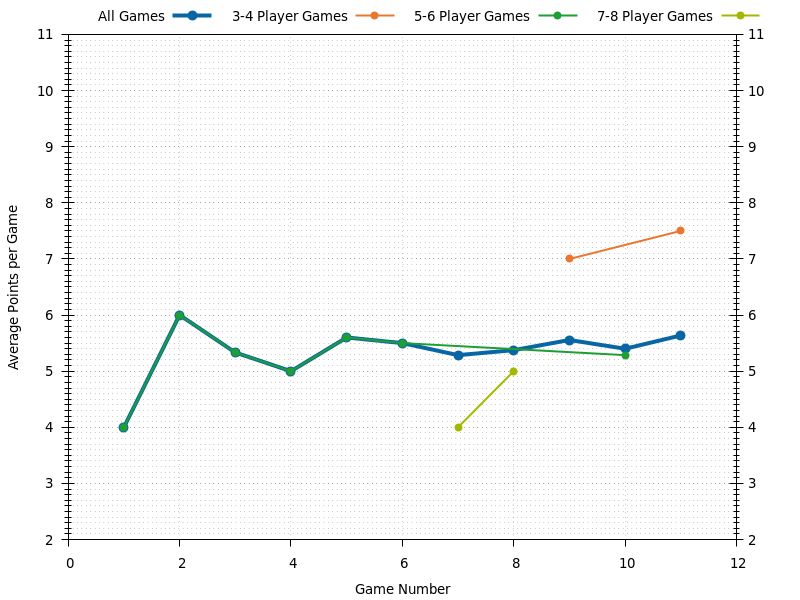 All Games 3-4 Player Games 5-6 Player Games 7-8 Player Games
11 11
10 10
9 9
8 8
7 7
6 6
5 5
4 4
3 3
2 2
0 2 4 6 8 10 12
Average Points per Game
Game Number